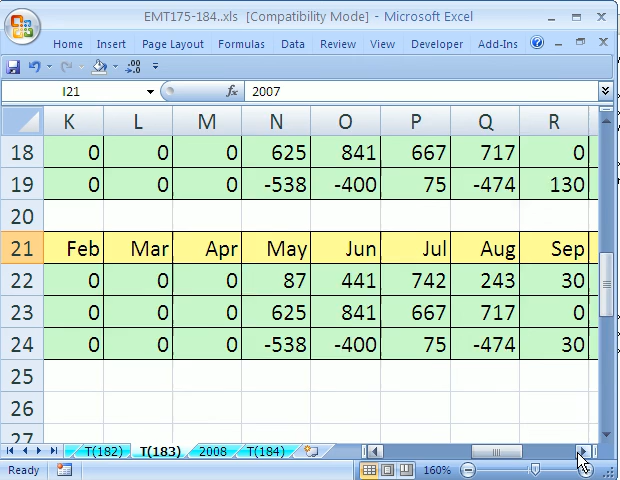 EMT175-184..xls [Compatibility Mode] - Microsoft Excel
Home Insert Page Layout Formulas Data Review View Developer Add-Ins
I21 fx 2007
K L M N O P Q R
18 0 0 0 625 841 667 717 0
19 0 0 0 -538 -400 75 -474 130
20
21 Feb Mar Apr May Jun Jul Aug Sep
22 0 0 0 87 441 742 243 30
23 0 0 0 625 841 667 717 0
24 0 0 0 -538 -400 75 -474 30
25
26
27
T(182) T(183) 2008 T(184)
Ready 160%